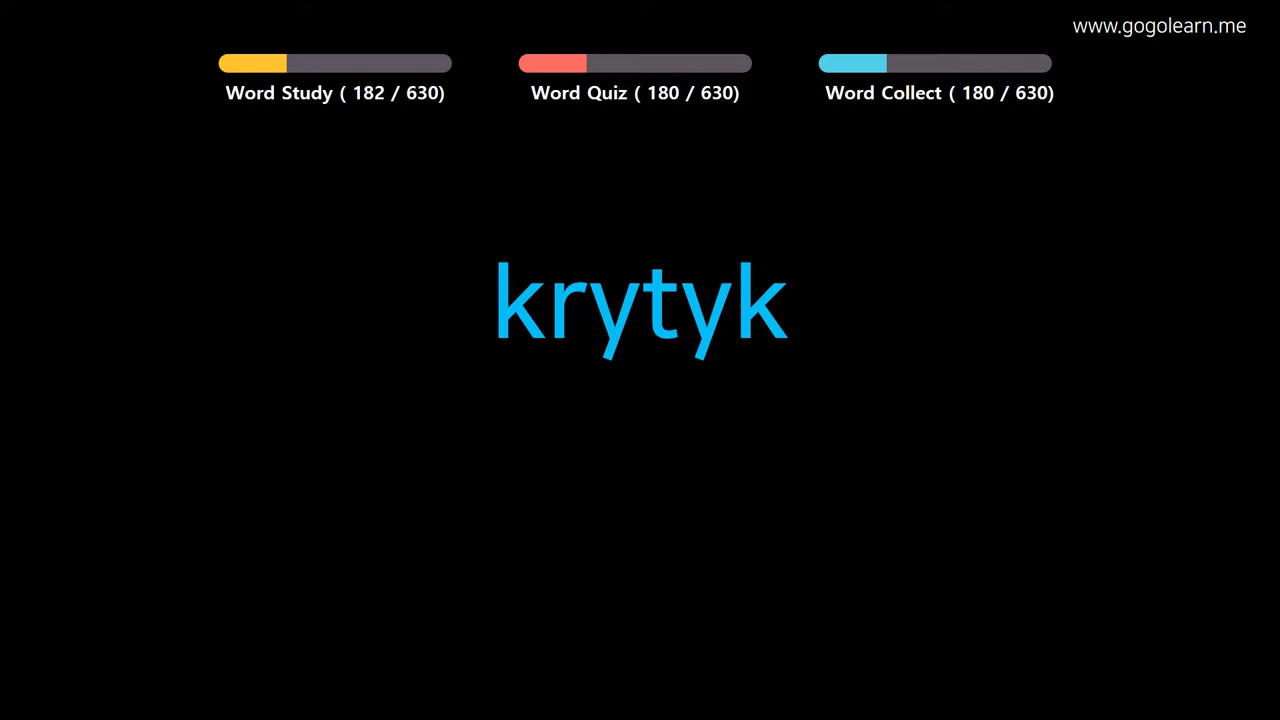 www.gogolearn.me
Word Study ( 182 / 630)
Word Quiz ( 180 / 630)
Word Collect ( 180 / 630)
krytyk